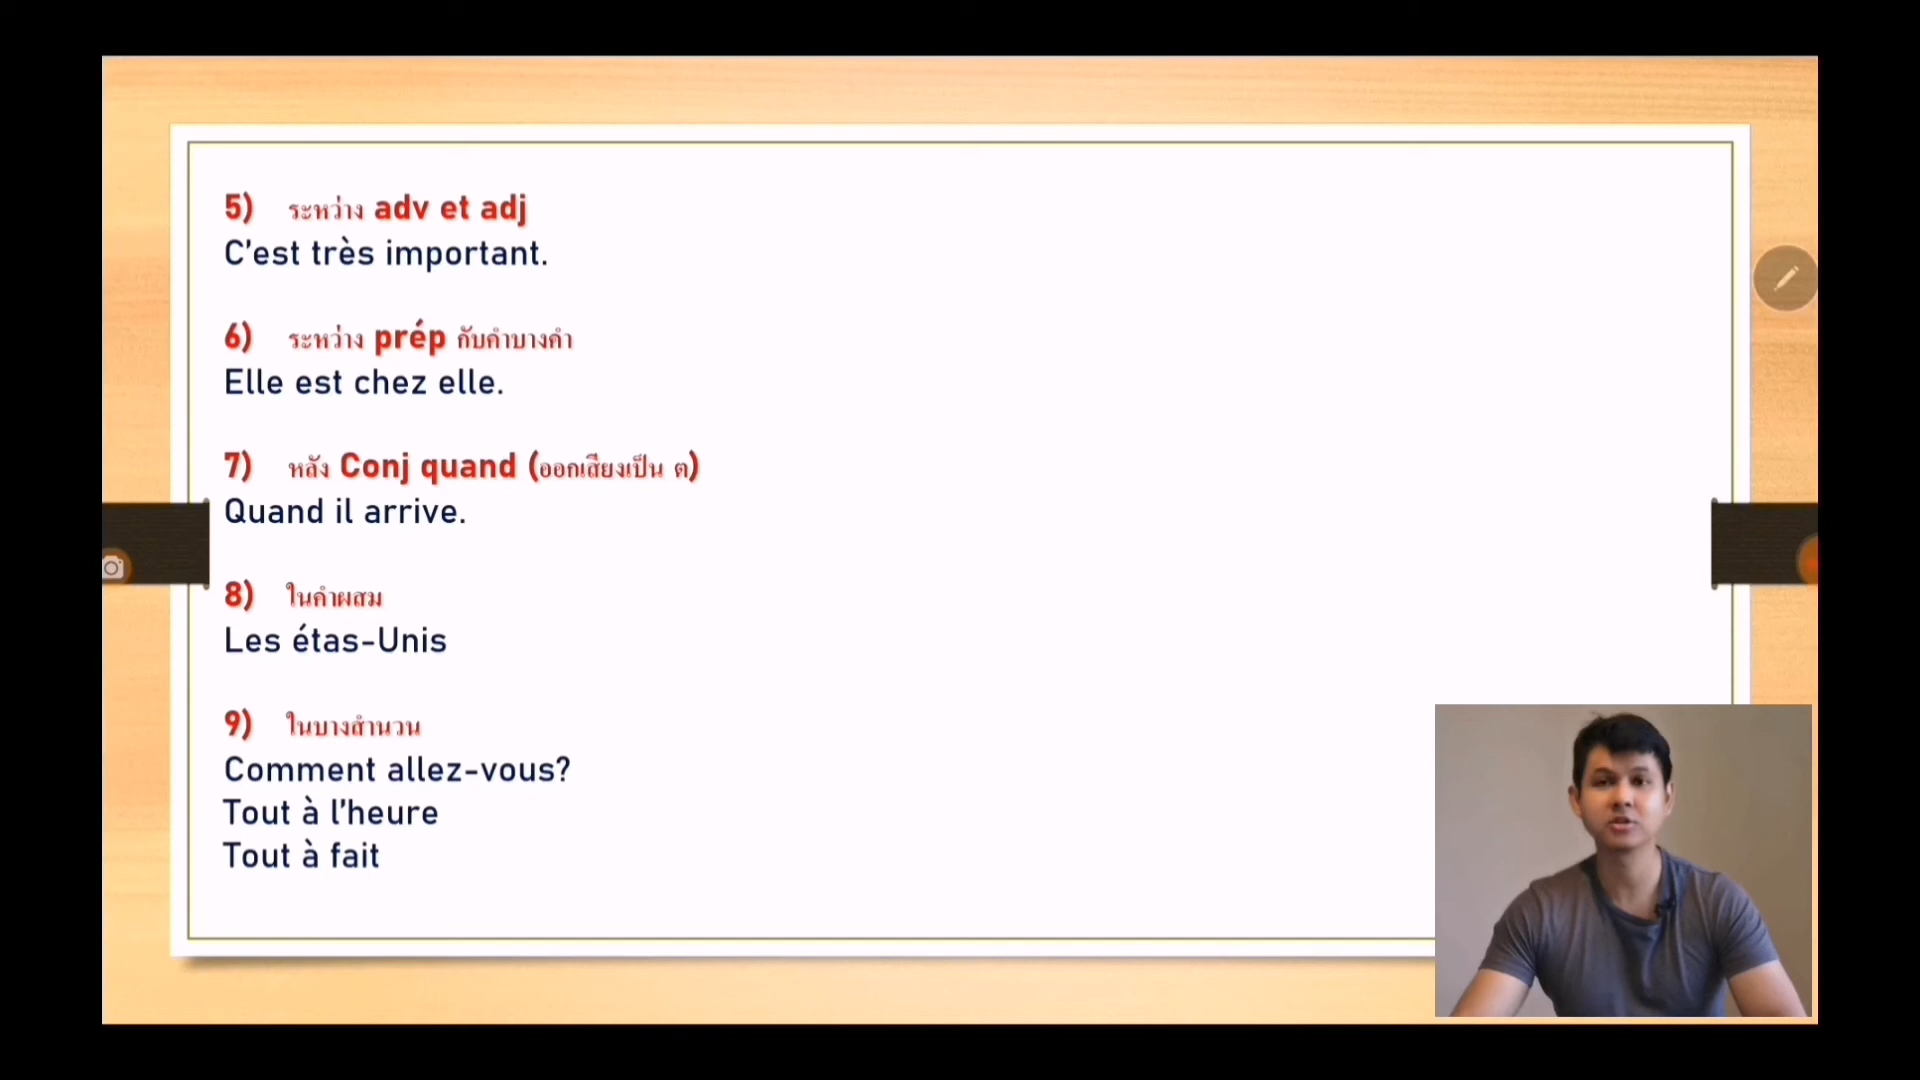 5) ระหว่าง adv et adj
C'est très important.
6) ระหว่าง prép กับคำบางคำ
Elle est chez elle.
7) หลัง Conj quand (ออกเสียงเป็น ต)
Quand il arrive.
8) ในคำผสม
Les étas-Unis
9) ในบางสำนวน
Comment allez-vous?
Tout à l'heure
Tout à fait